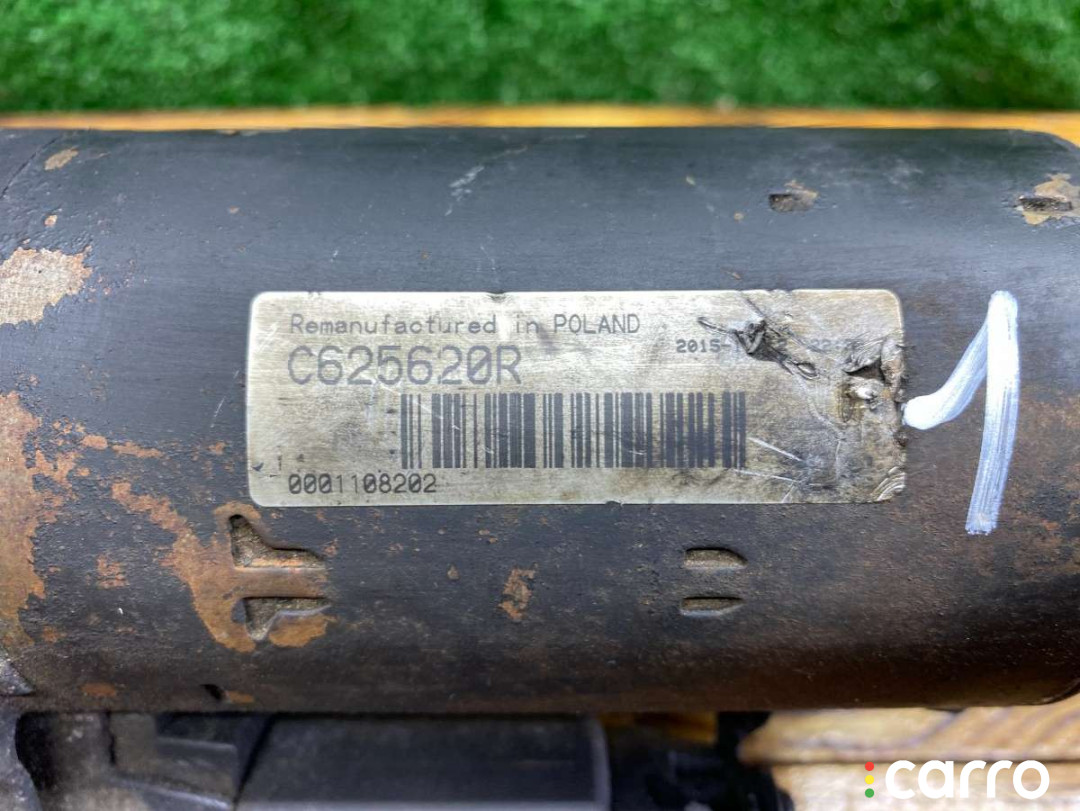 Remanufactured in POLAND
2015-
C625620R
0001108202
1
carro